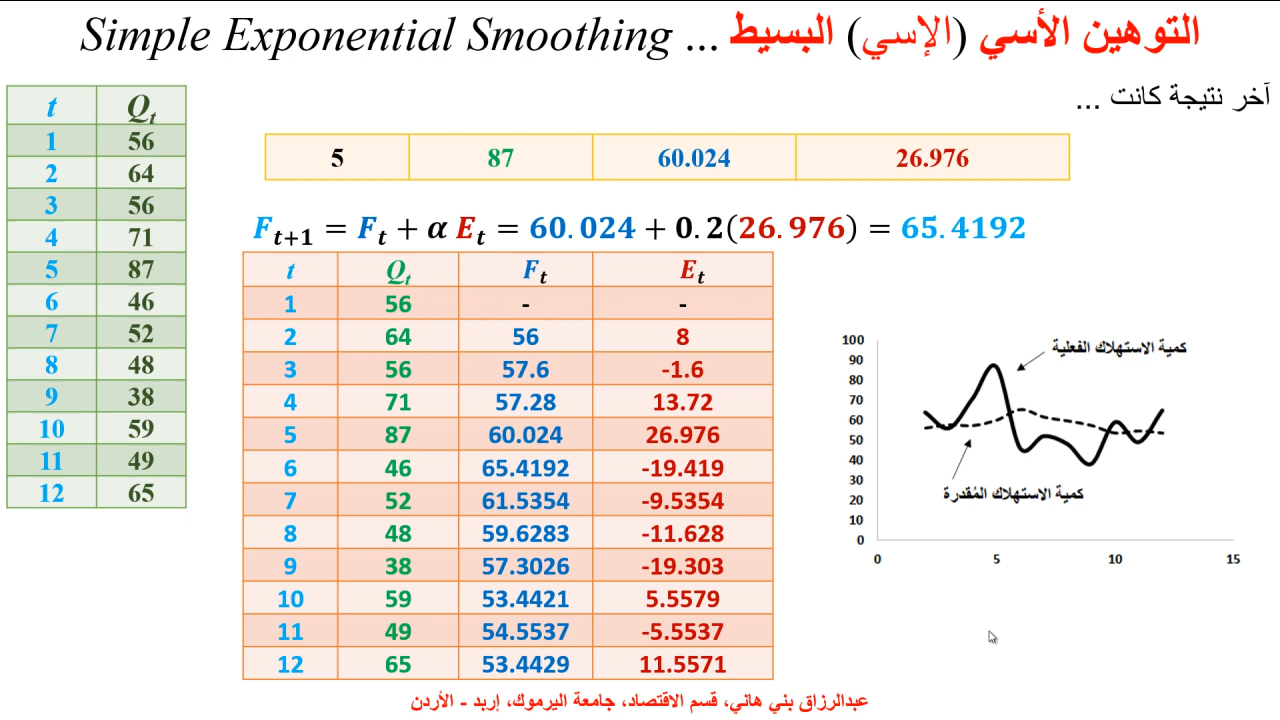 Simple Exponential Smoothing ... التوهين الأسي (الإسي) البسيط
آخر نتيجة كانت ...
t Qt
1 56
2 64
3 56
4 71
5 87
6 46
7 52
8 48
9 38
10 59
11 49
12 65
5 87 60.024 26.976
Ft+1 = Ft + α Et = 60.024 + 0.2(26.976) = 65.4192
t Qt Ft Et
1 56 - -
2 64 56 8
3 56 57.6 -1.6
4 71 57.28 13.72
5 87 60.024 26.976
6 46 65.4192 -19.419
7 52 61.5354 -9.5354
8 48 59.6283 -11.628
9 38 57.3026 -19.303
10 59 53.4421 5.5579
11 49 54.5537 -5.5537
12 65 53.4429 11.5571
كمية الاستهلاك الفعلية
كمية الاستهلاك المُقدرة
100
90
80
70
60
50
40
30
20
10
0
0 5 10 15
عبدالرزاق بني هاني، قسم الاقتصاد، جامعة اليرموك، إربد - الأردن